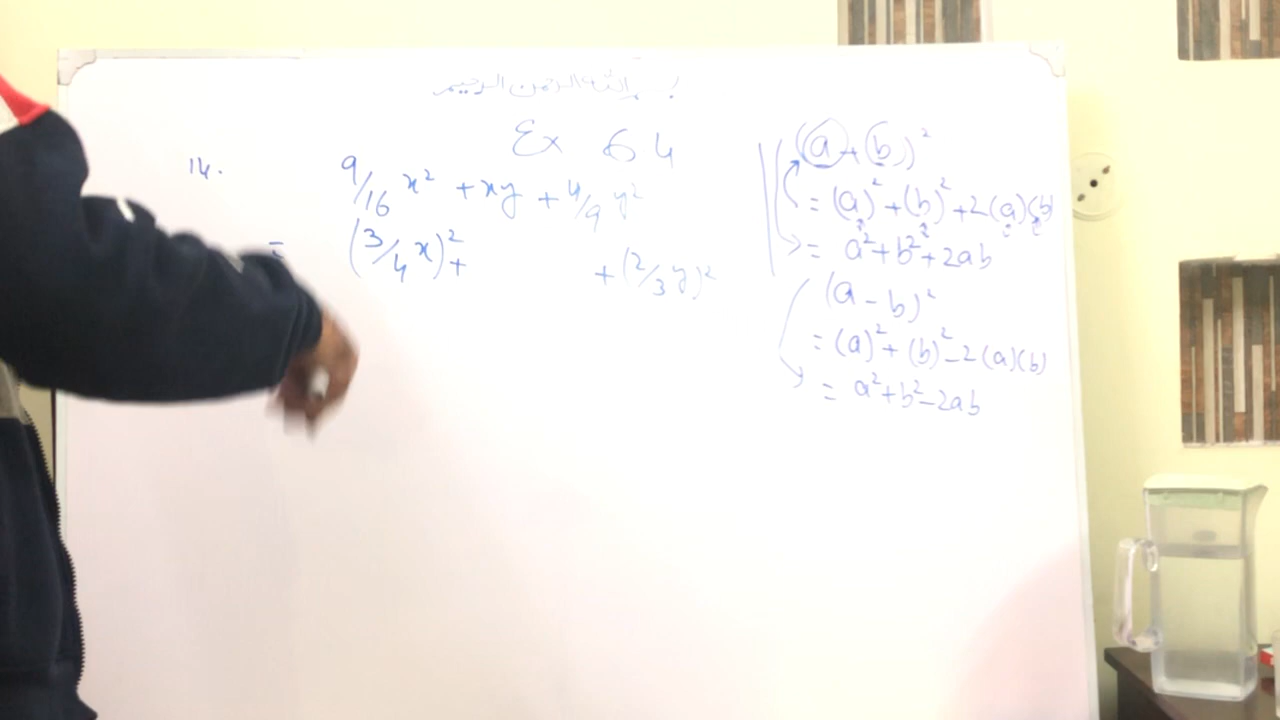 بسم الله الرحمن الرحيم
Ex 6 4
14. 9/16 x² + xy + 4/9 y²
= (3/4 x)² + + (2/3 y)²
(a + b)²
= (a)² + (b)² + 2(a)(b)
= a² + b² + 2ab
(a - b)²
= (a)² + (b)² - 2(a)(b)
= a² + b² - 2ab